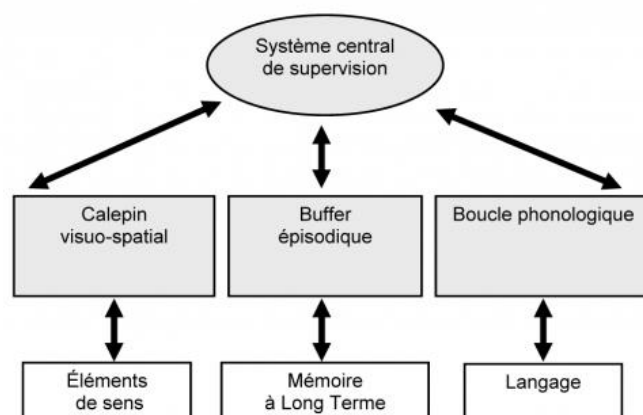 Système central
de supervision
Calepin
visuo-spatial
Buffer
épisodique
Boucle phonologique
Éléments
de sens
Mémoire
à Long Terme
Langage